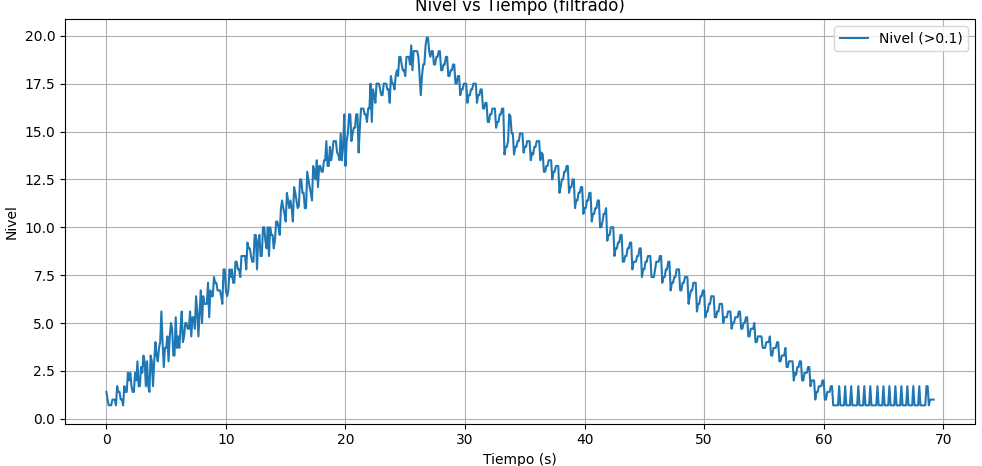 Nivel vs Tiempo (filtrado)
Nivel (>0.1)
20.0
17.5
15.0
12.5
10.0
7.5
5.0
2.5
0.0
Nivel
0 10 20 30 40 50 60 70
Tiempo (s)